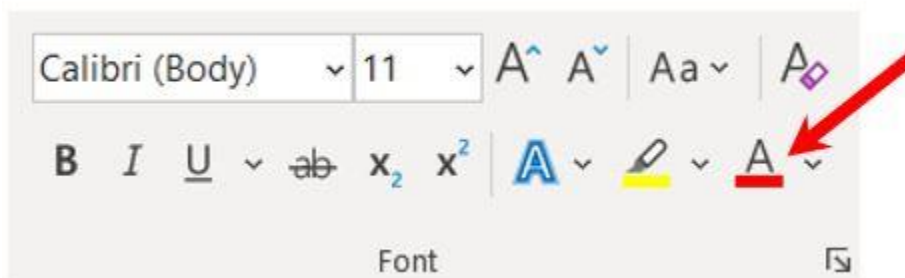 Calibri (Body) 11 A A Aa A
B I U ab x₂ x² A A
Font